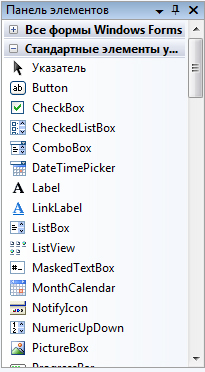 Панель элементов
Все формы Windows Forms
Стандартные элементы у...
Указатель
Button
CheckBox
CheckedListBox
ComboBox
DateTimePicker
Label
LinkLabel
ListBox
ListView
MaskedTextBox
MonthCalendar
NotifyIcon
NumericUpDown
PictureBox
ProgressBar